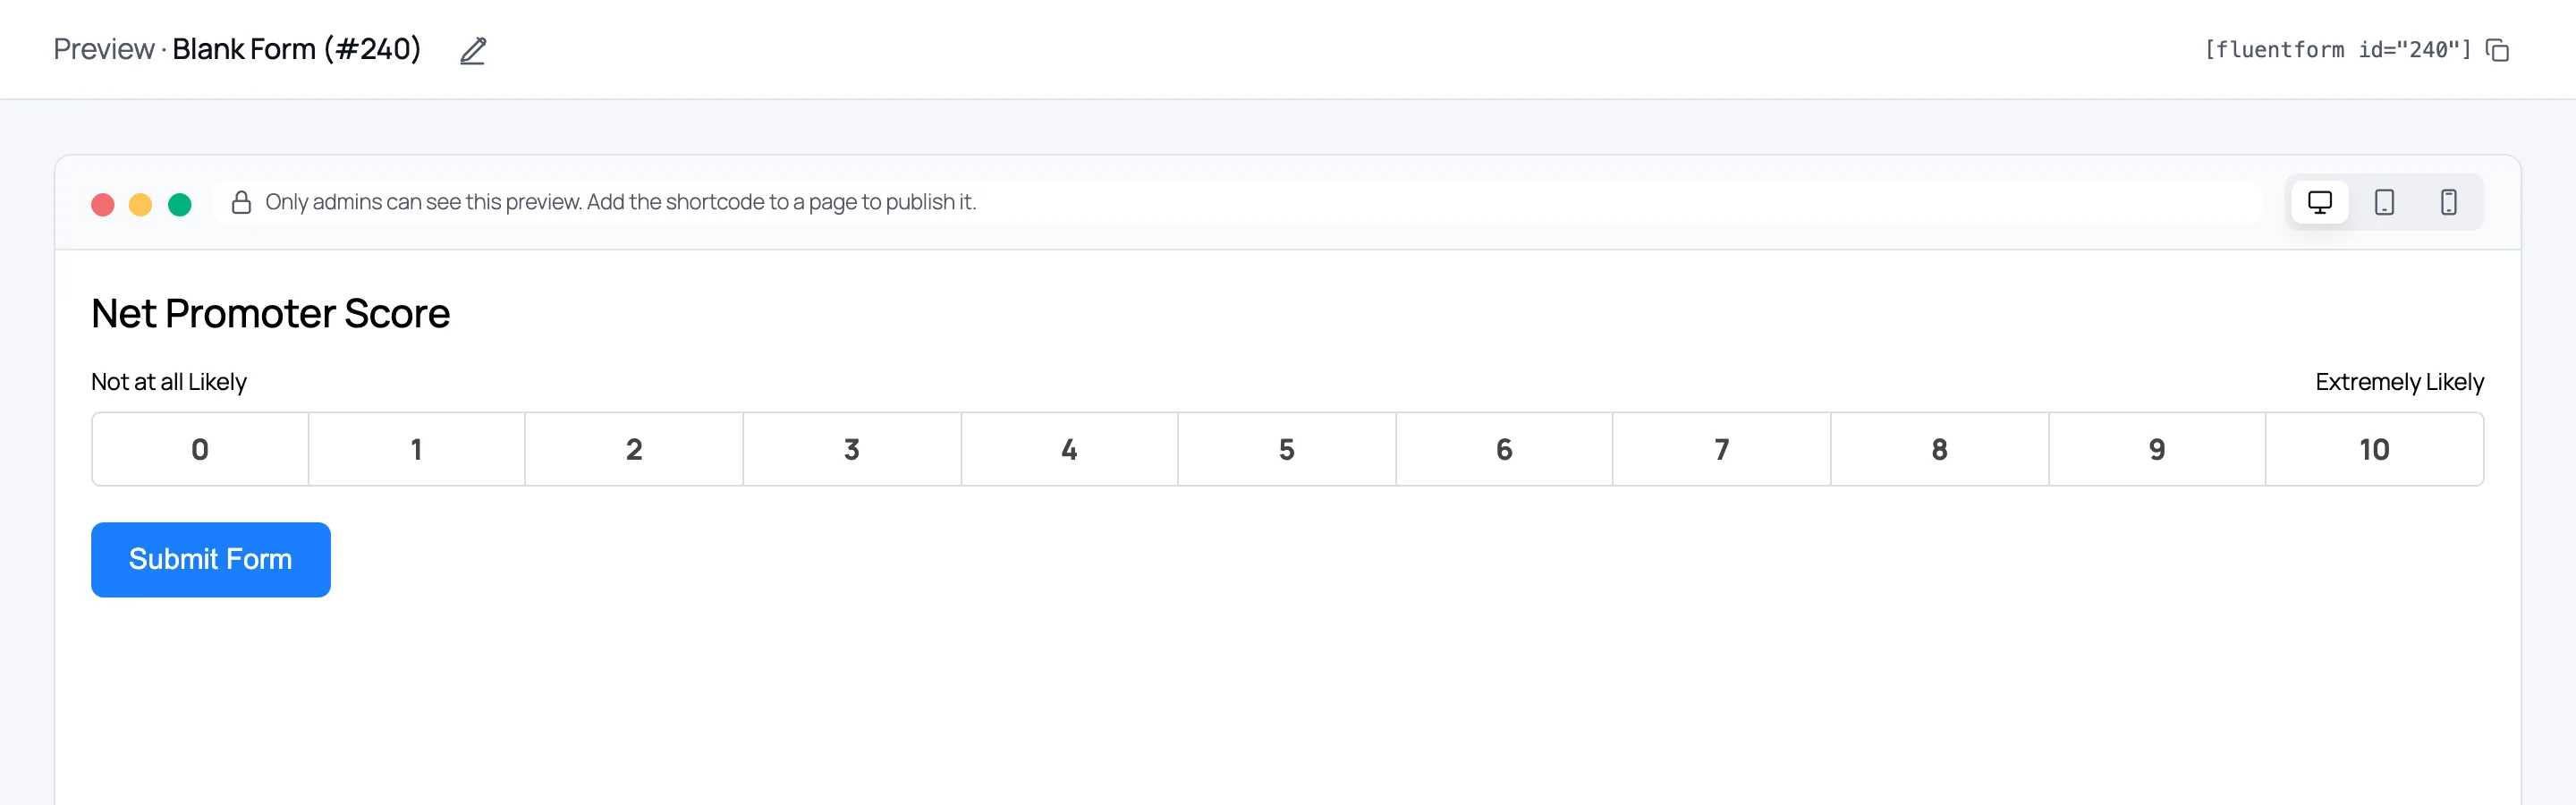 Preview · Blank Form (#240)
[fluentform id="240"]
Only admins can see this preview. Add the shortcode to a page to publish it.
Net Promoter Score
Not at all Likely
Extremely Likely
0 1 2 3 4 5 6 7 8 9 10
Submit Form